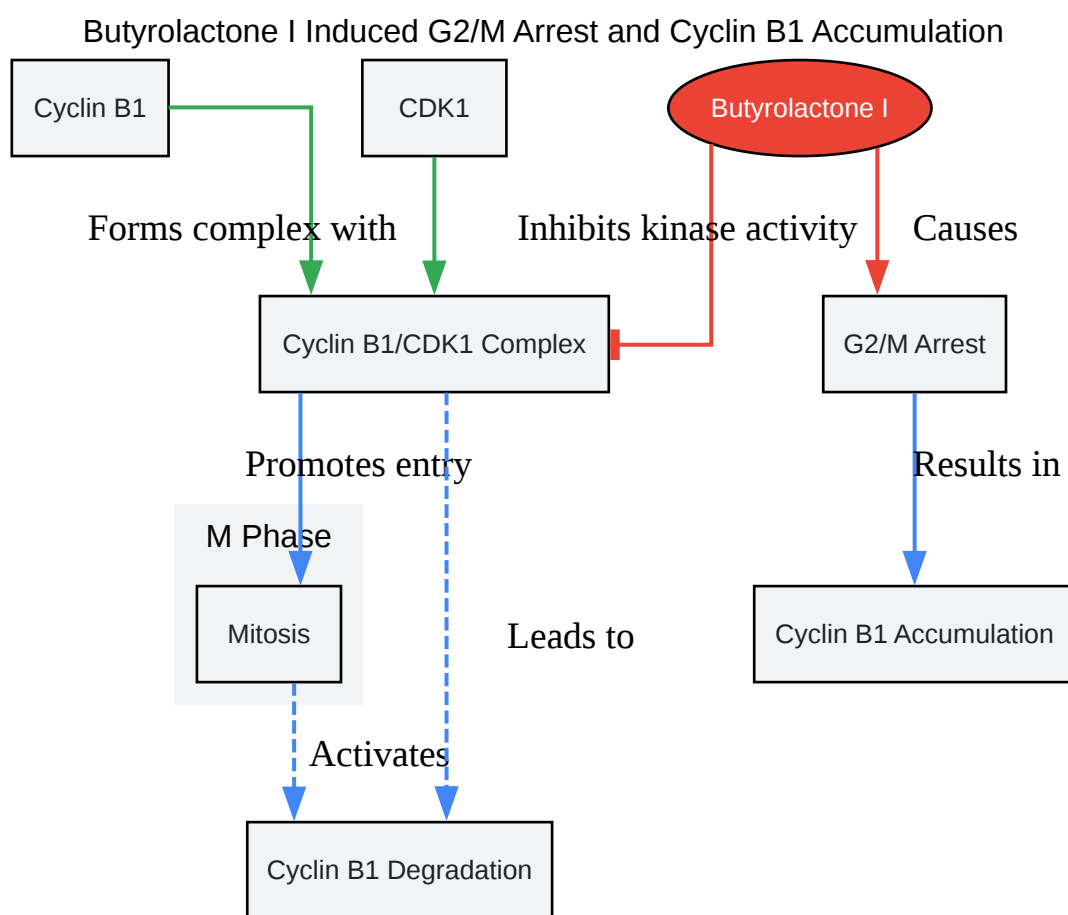 Butyrolactone I Induced G2/M Arrest and Cyclin B1 Accumulation
Cyclin B1
CDK1
Butyrolactone I
Forms complex with
Inhibits kinase activity
Causes
Cyclin B1/CDK1 Complex
G2/M Arrest
Promotes entry
Results in
M Phase
Mitosis
Leads to
Cyclin B1 Accumulation
Activates
Cyclin B1 Degradation